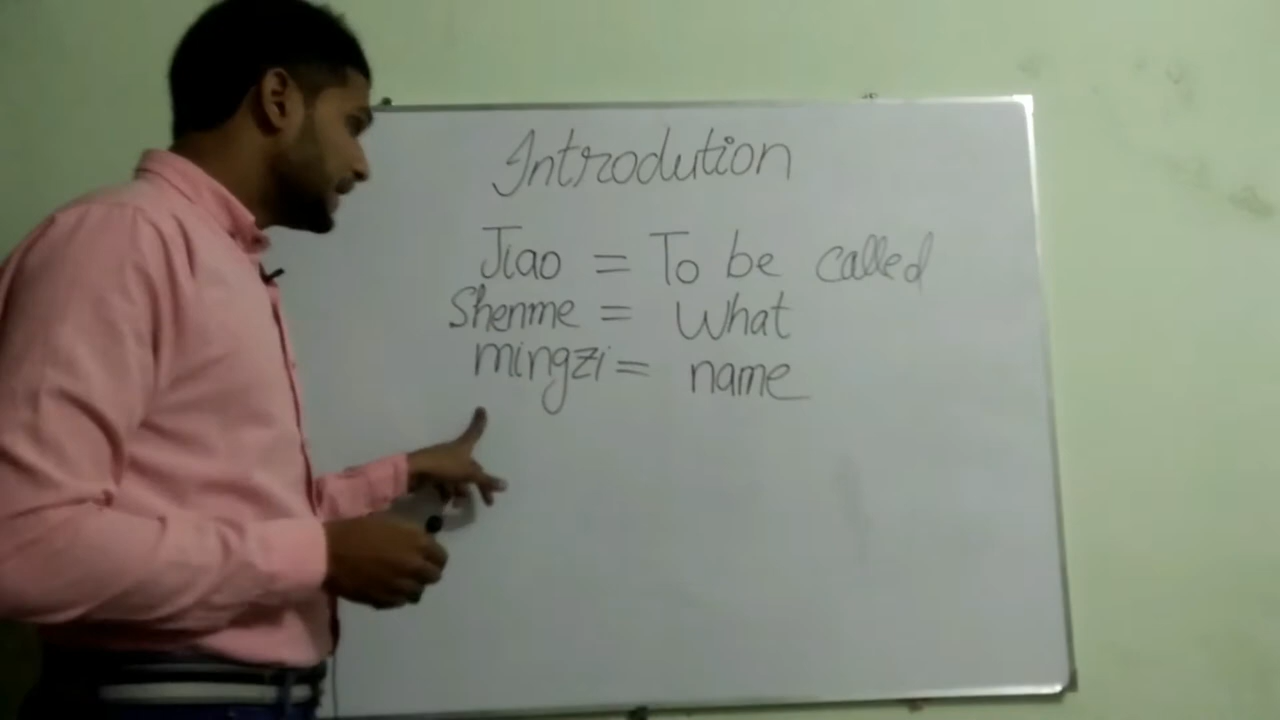 Introdution
Jiao = To be called
Shenme = What
mingzi = name